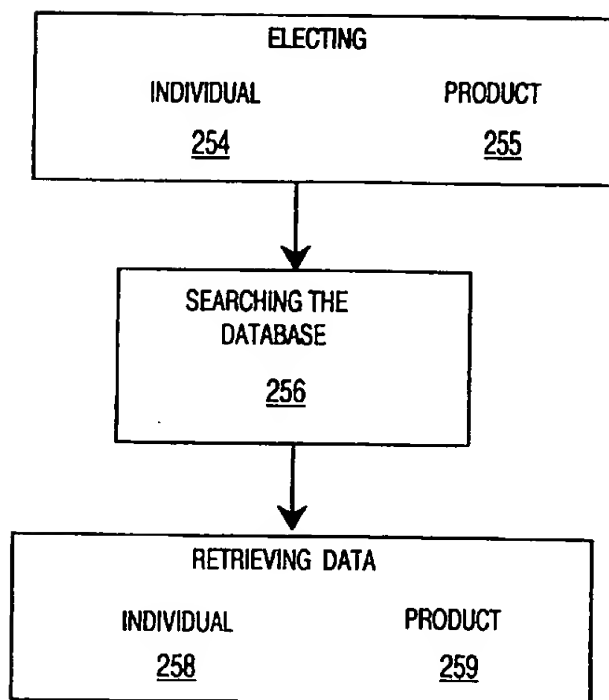 ELECTING
INDIVIDUAL PRODUCT
254 255
SEARCHING THE
DATABASE
256
RETRIEVING DATA
INDIVIDUAL PRODUCT
258 259